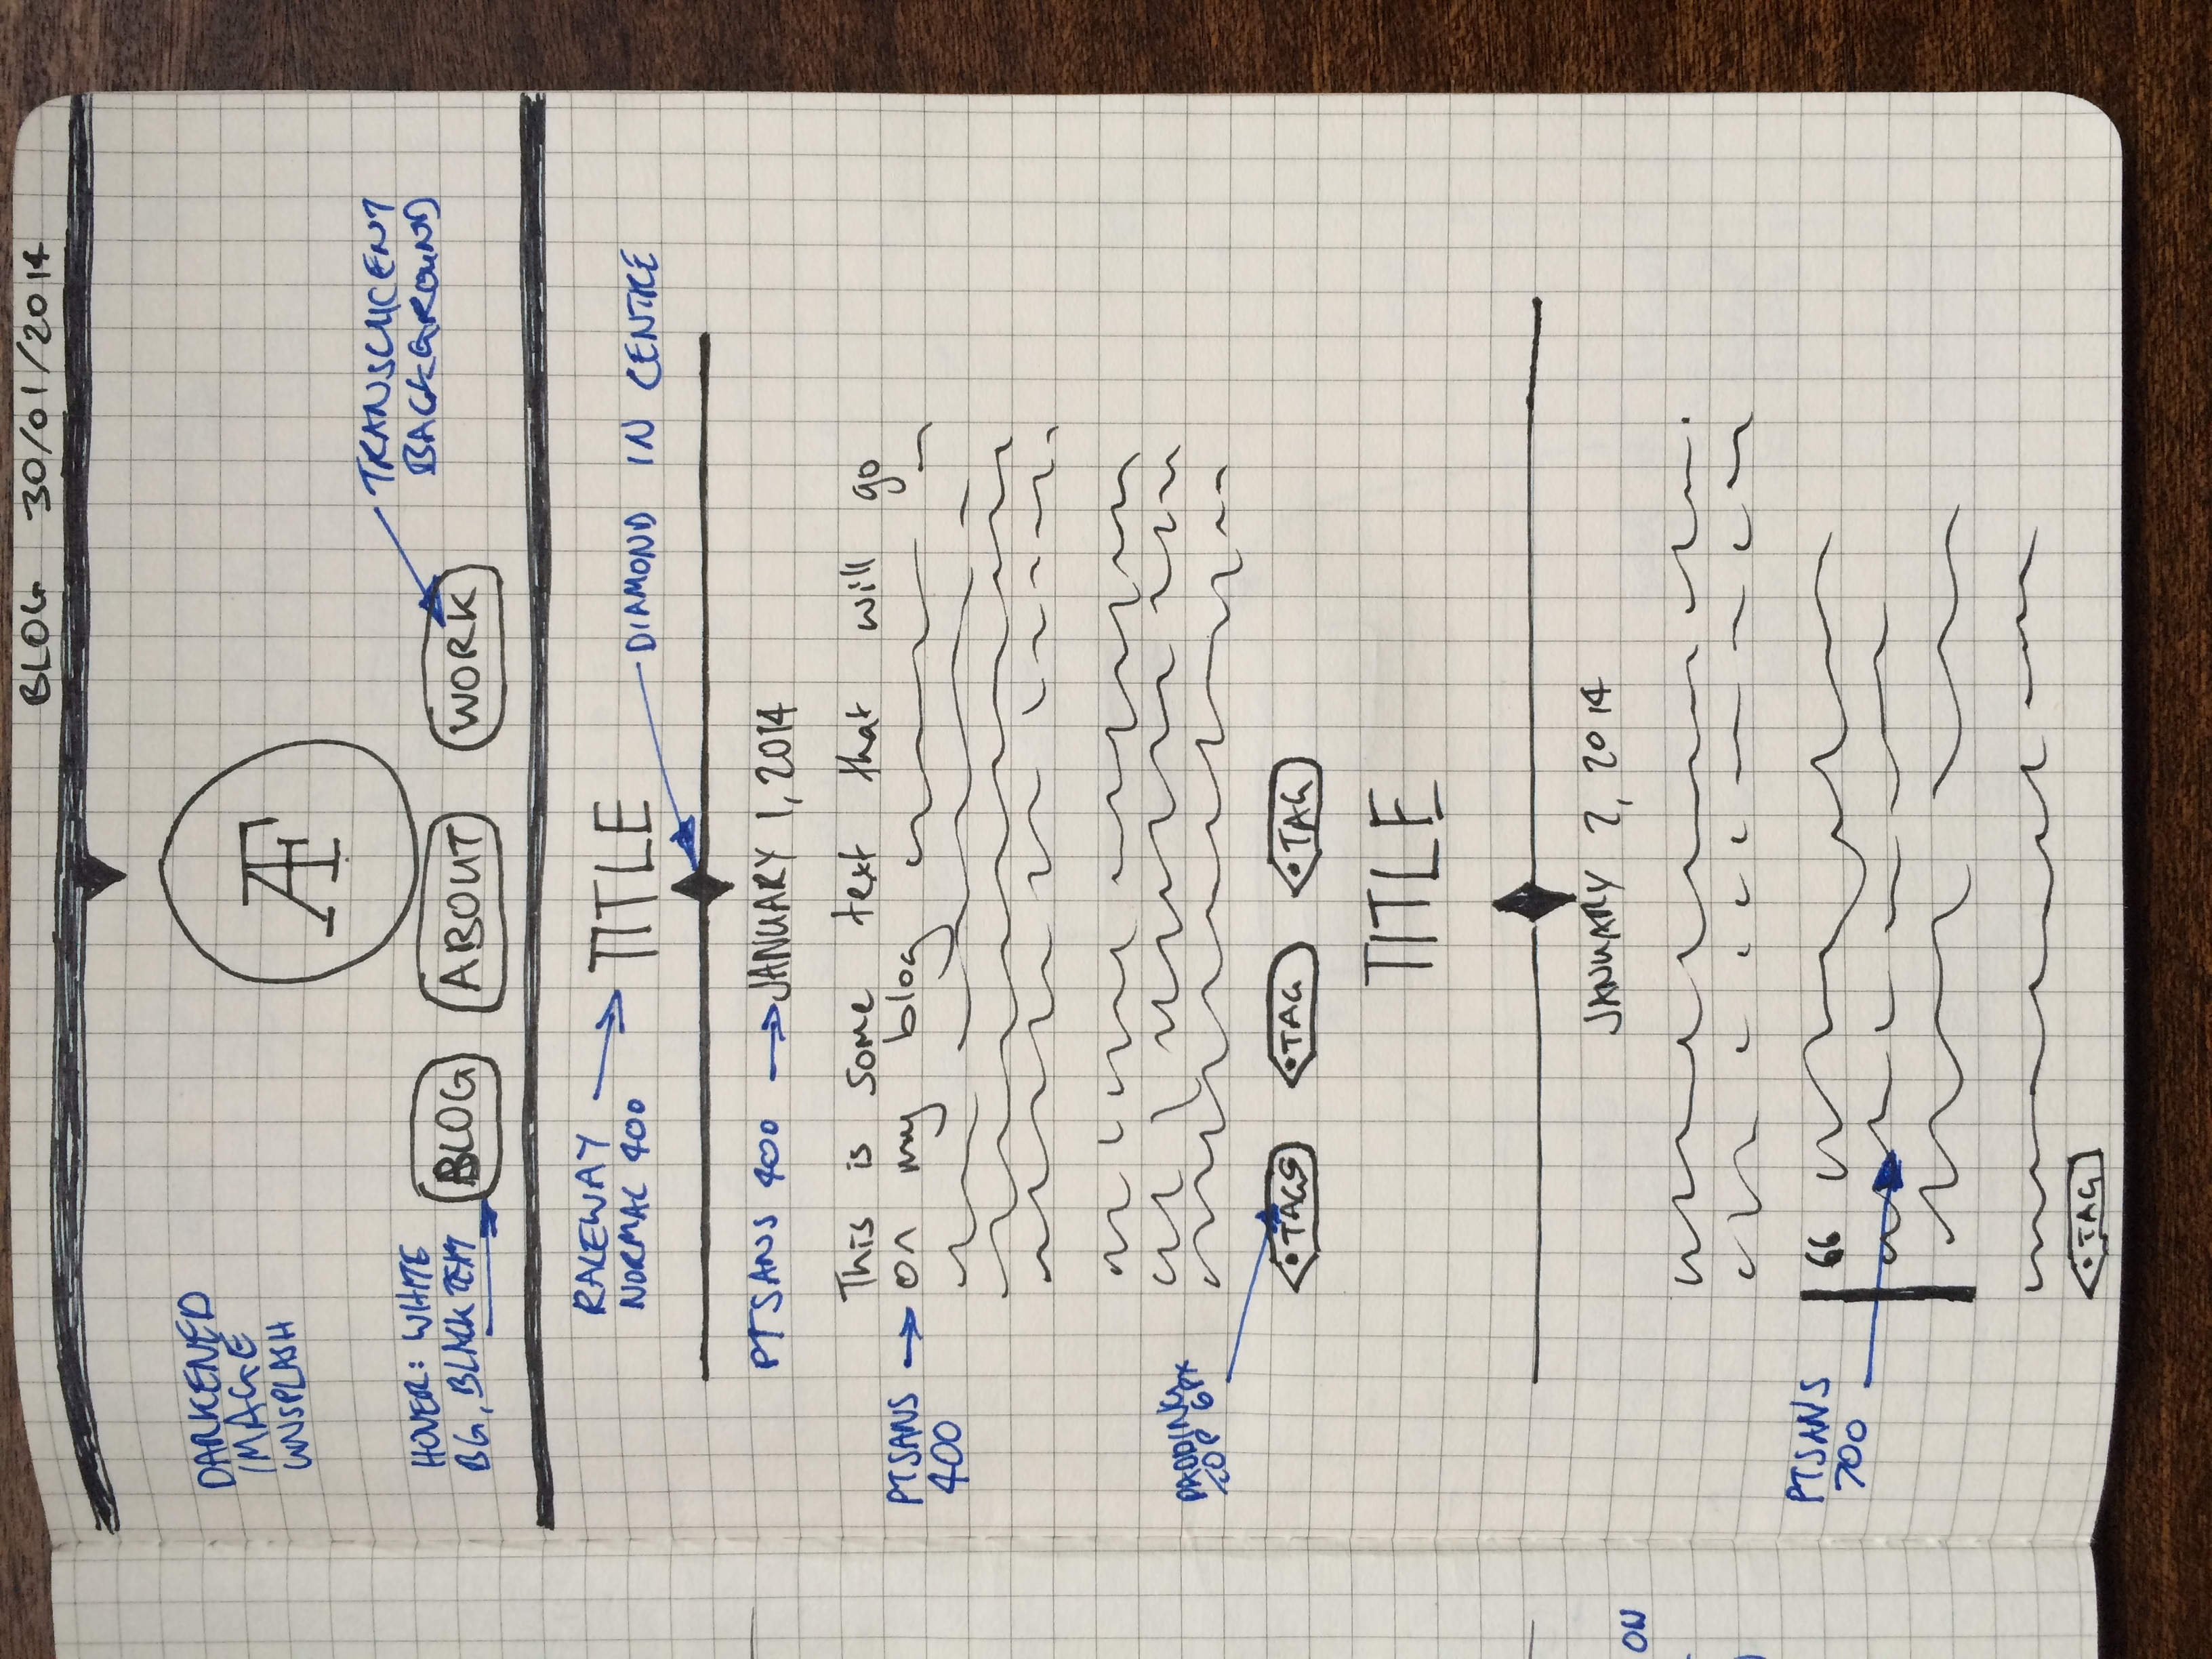 BLOG 30/01/2014
DARKENED
IMAGE
UNSPLASH
ÆF
TRANSLUCENT
BACKGROUND
HOVER: WHITE
BG, BLACK TEXT
BLOG ABOUT WORK
RALEWAY
NORMAL 400
TITLE
DIAMOND IN CENTRE
PTSANS 400
JANUARY 1, 2014
This is some text that will go
on my blog
PTSANS
400
PADDING
TOP 6PX
TAGS TAG TAG
TITLE
JANUARY 2, 2014
ON
PTSANS
700
“
TAG